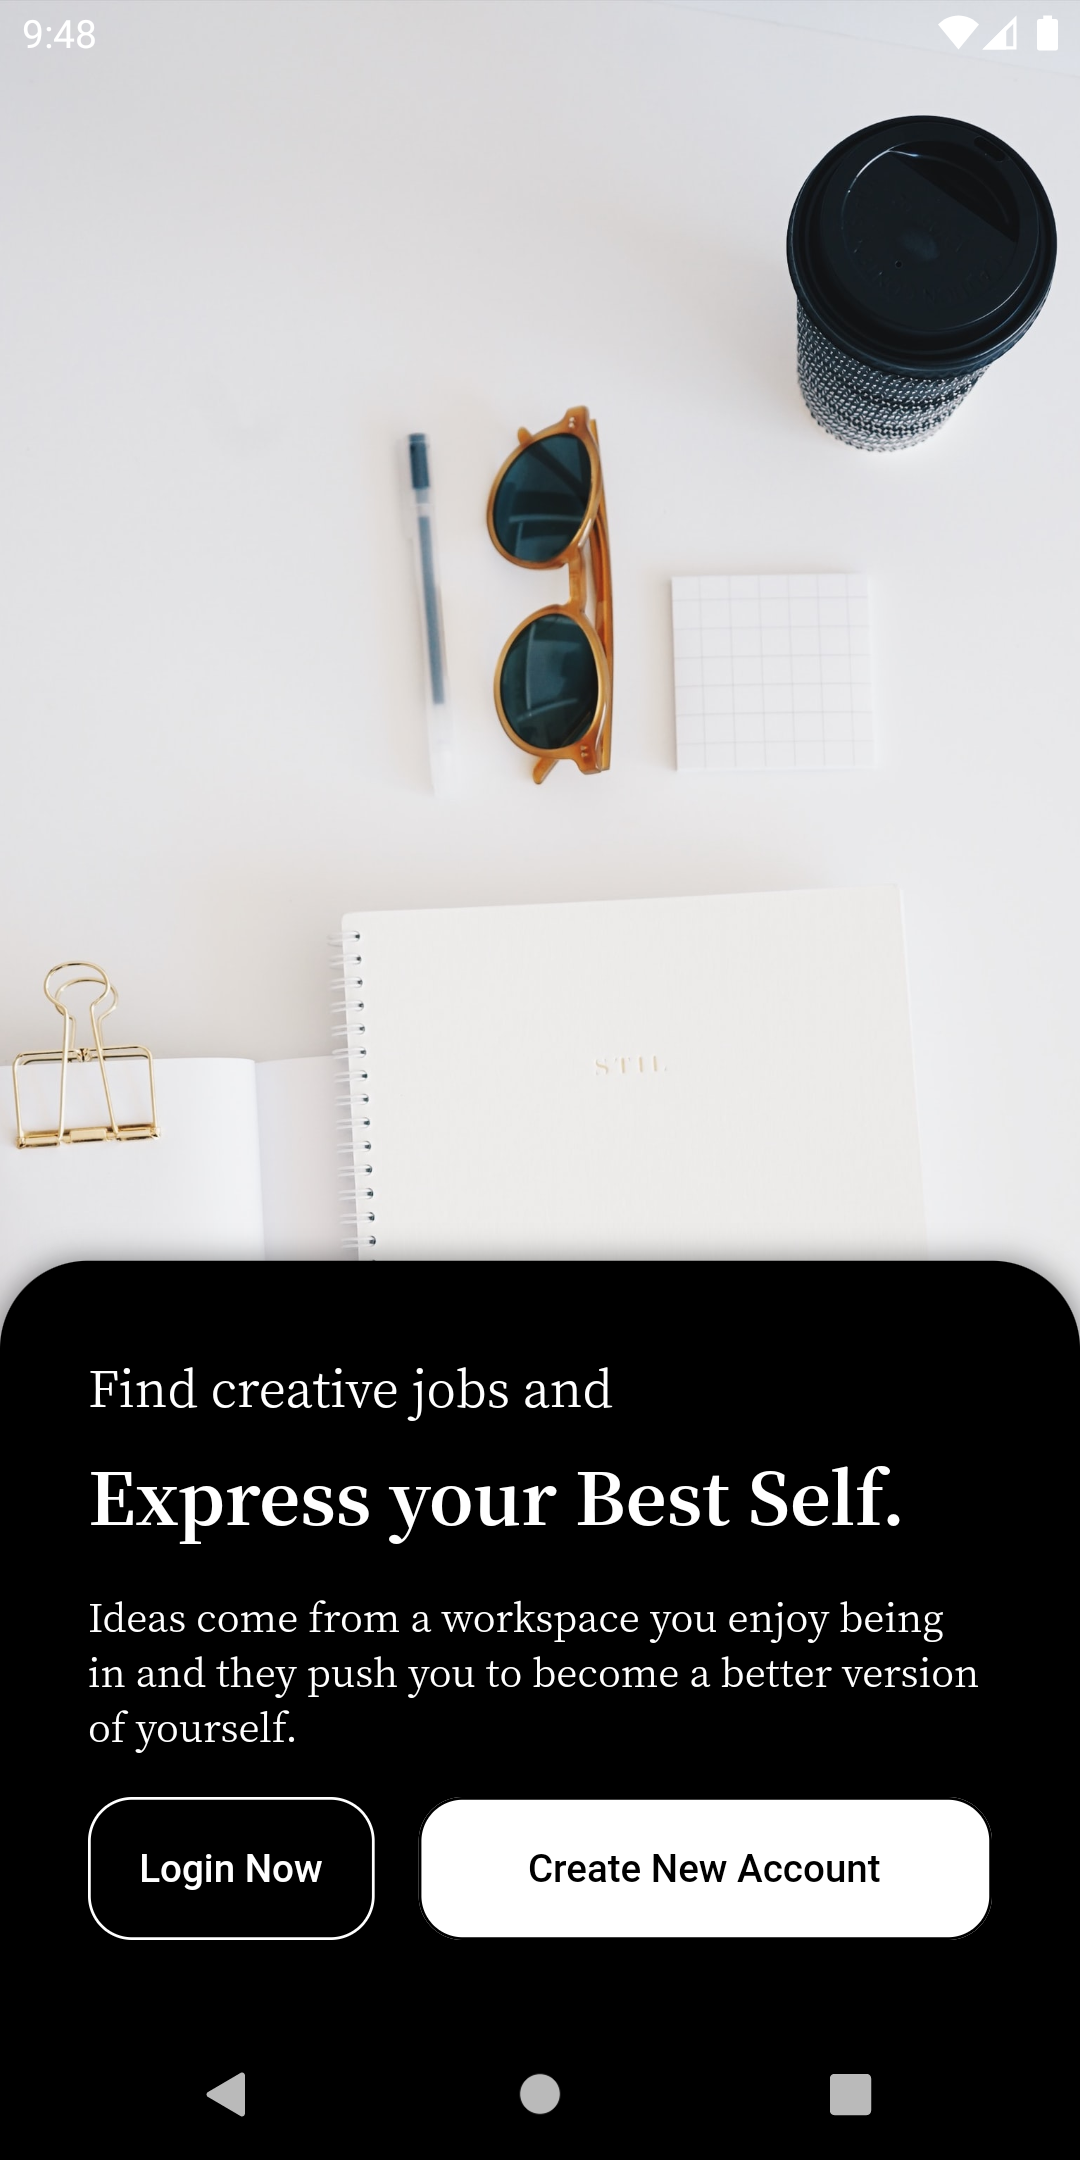 9:48
STIL
Find creative jobs and
Express your Best Self.
Ideas come from a workspace you enjoy being
in and they push you to become a better version
of yourself.
Login Now
Create New Account